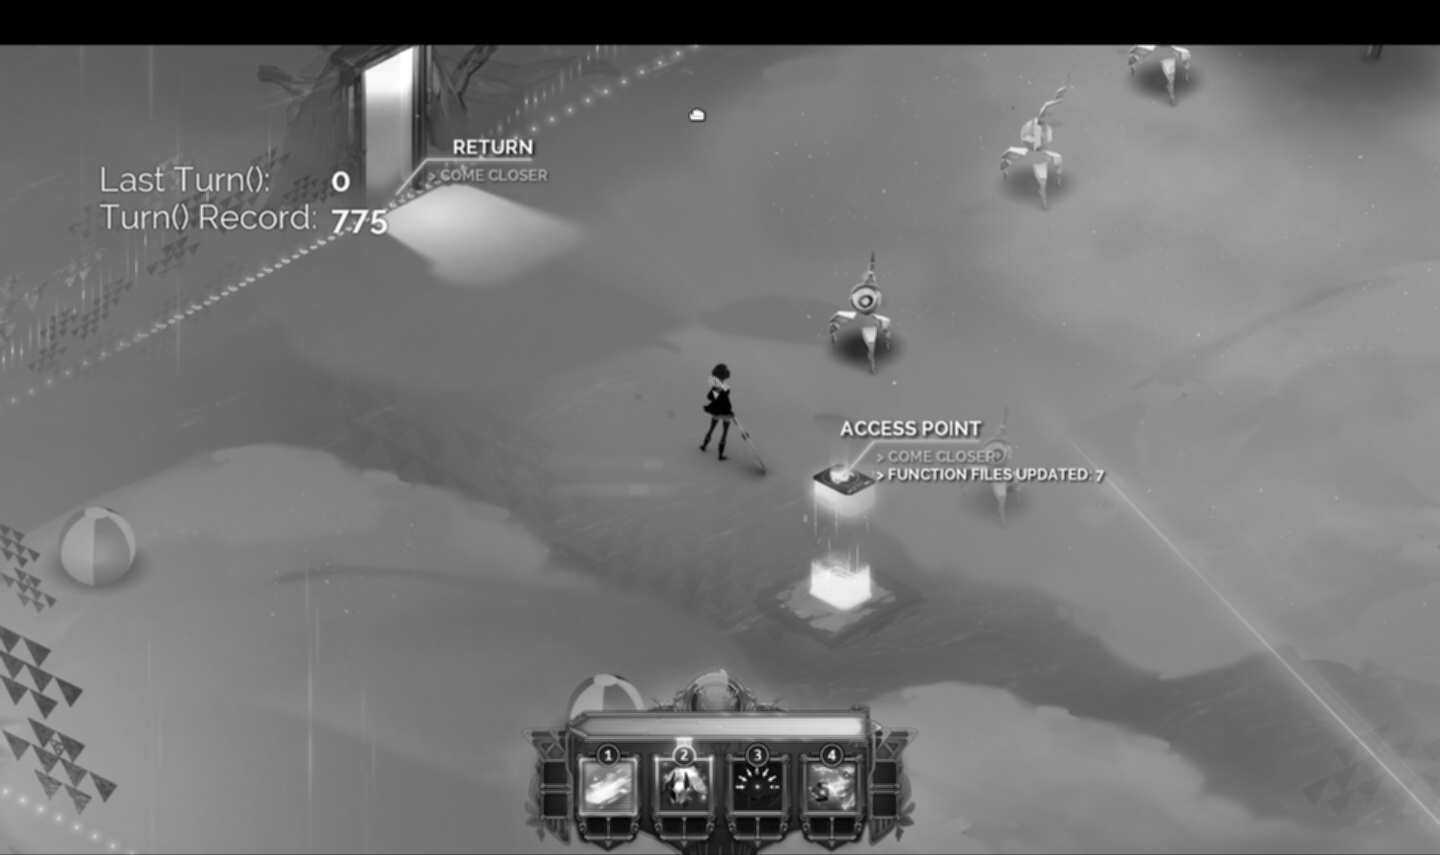 RETURN
> COME CLOSER
Last Turn(): 0
Turn() Record: 775
ACCESS POINT
> COME CLOSER
> FUNCTION FILES UPDATED: 7
1 2 3 4